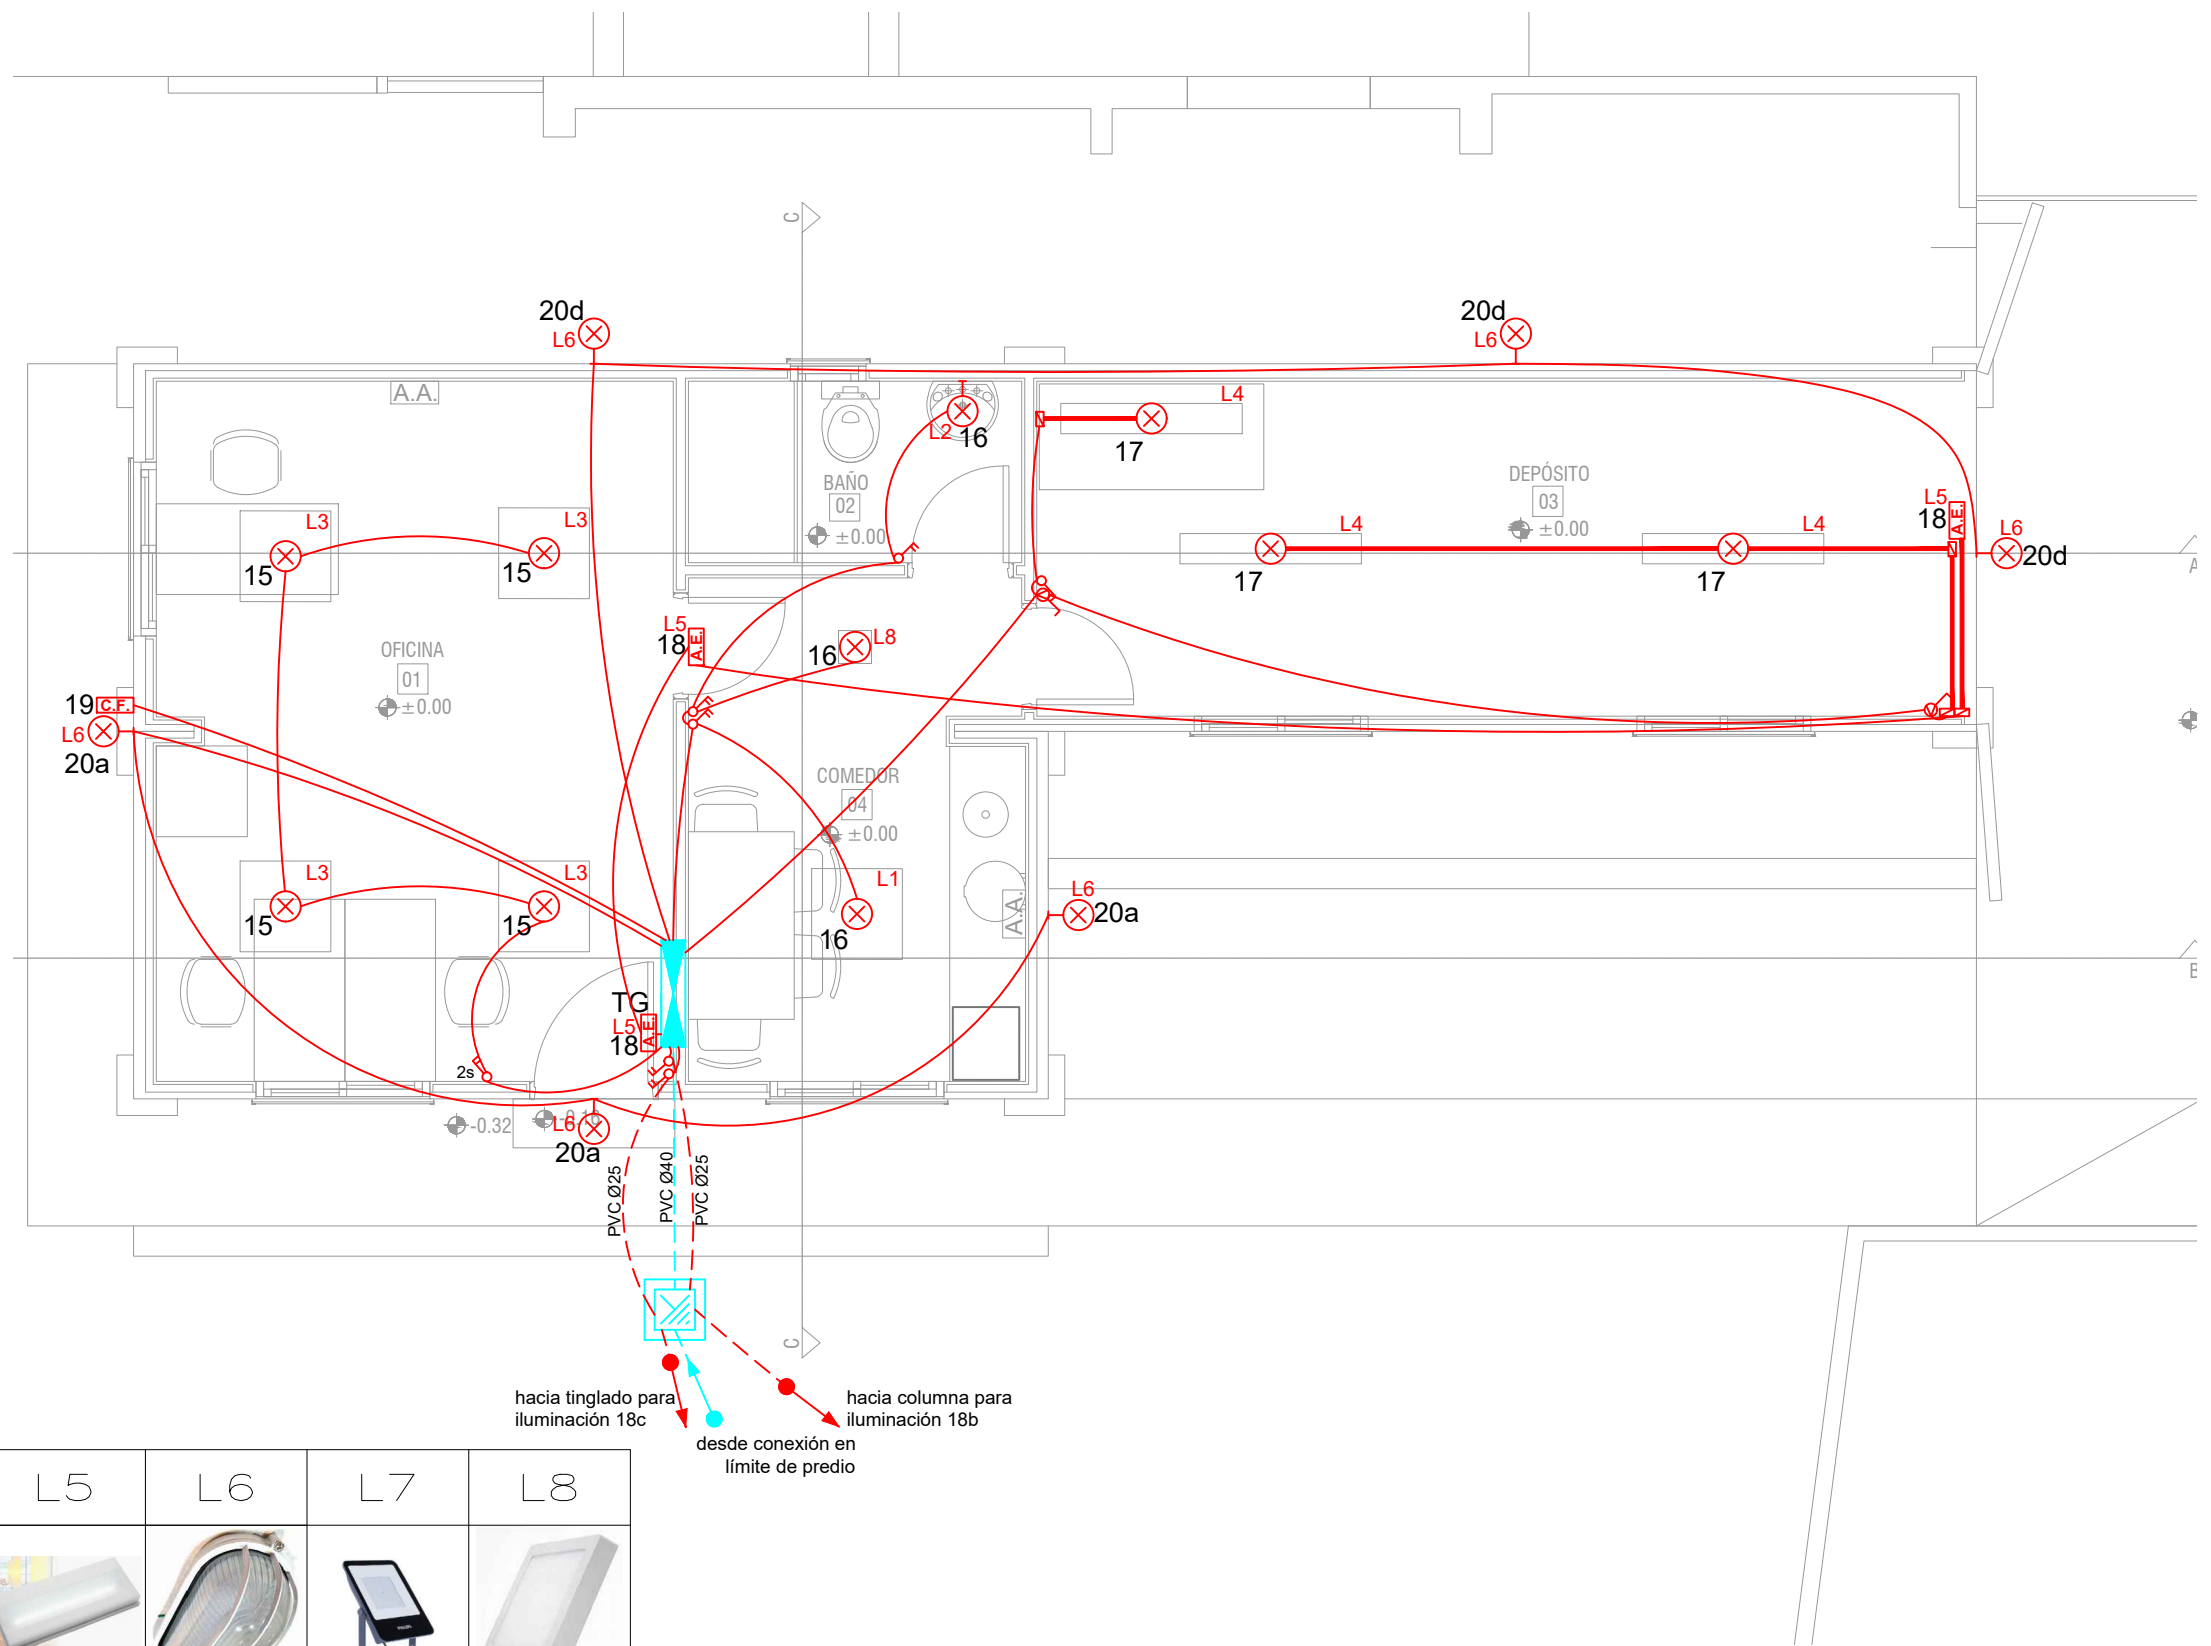 C
20d
L6
20d
L6
A.A.
L4
L2
16
17
BAÑO
02
±0.00
DEPÓSITO
03
±0.00
L5
18
A.E.
L6
20d
L3
15
L3
15
L4
17
L4
17
A
OFICINA
01
±0.00
L5
18
A.E.
16
L8
19
C.F.
L6
20a
COMEDOR
04
±0.00
L3
15
L3
15
L1
16
A.A.
L6
20a
B
TG
L5
18
A.E.
2s
-0.32
L6
20a
PVC Ø25
PVC Ø40
PVC Ø25
C
hacia tinglado para
iluminación 18c
hacia columna para
iluminación 18b
desde conexión en
límite de predio
L5
L6
L7
L8